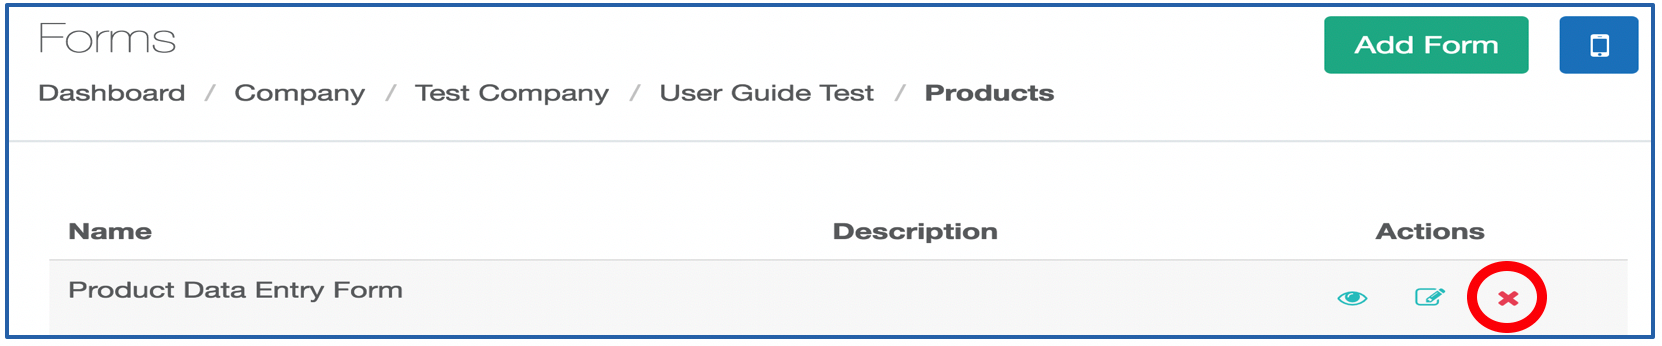 Forms
Add Form
Dashboard / Company / Test Company / User Guide Test / Products
Name Description Actions
Product Data Entry Form